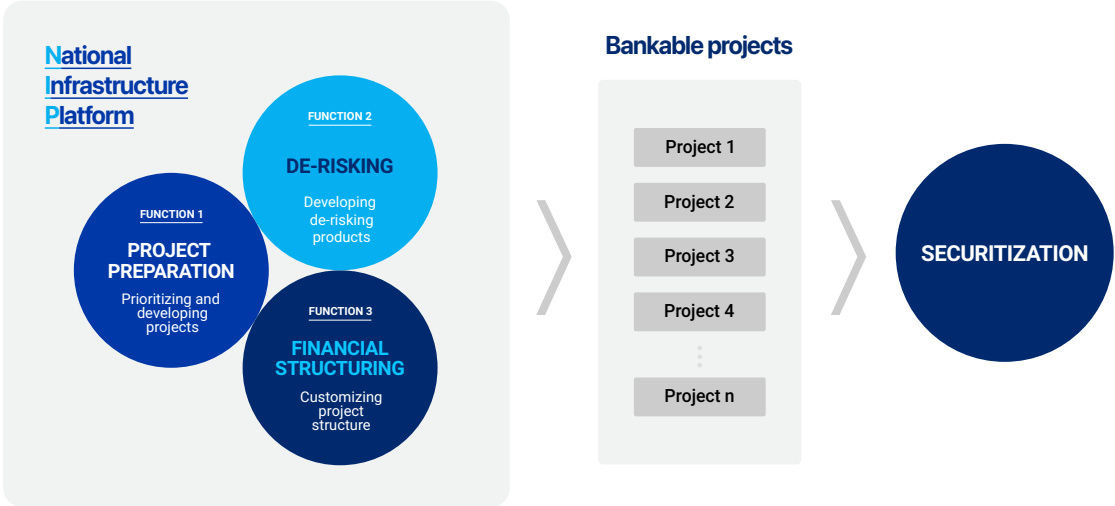 National
Infrastructure
Platform
FUNCTION 1
PROJECT
PREPARATION
Prioritizing and
developing
projects
FUNCTION 2
DE-RISKING
Developing
de-risking
products
FUNCTION 3
FINANCIAL
STRUCTURING
Customizing
project
structure
Bankable projects
Project 1
Project 2
Project 3
Project 4
Project n
SECURITIZATION